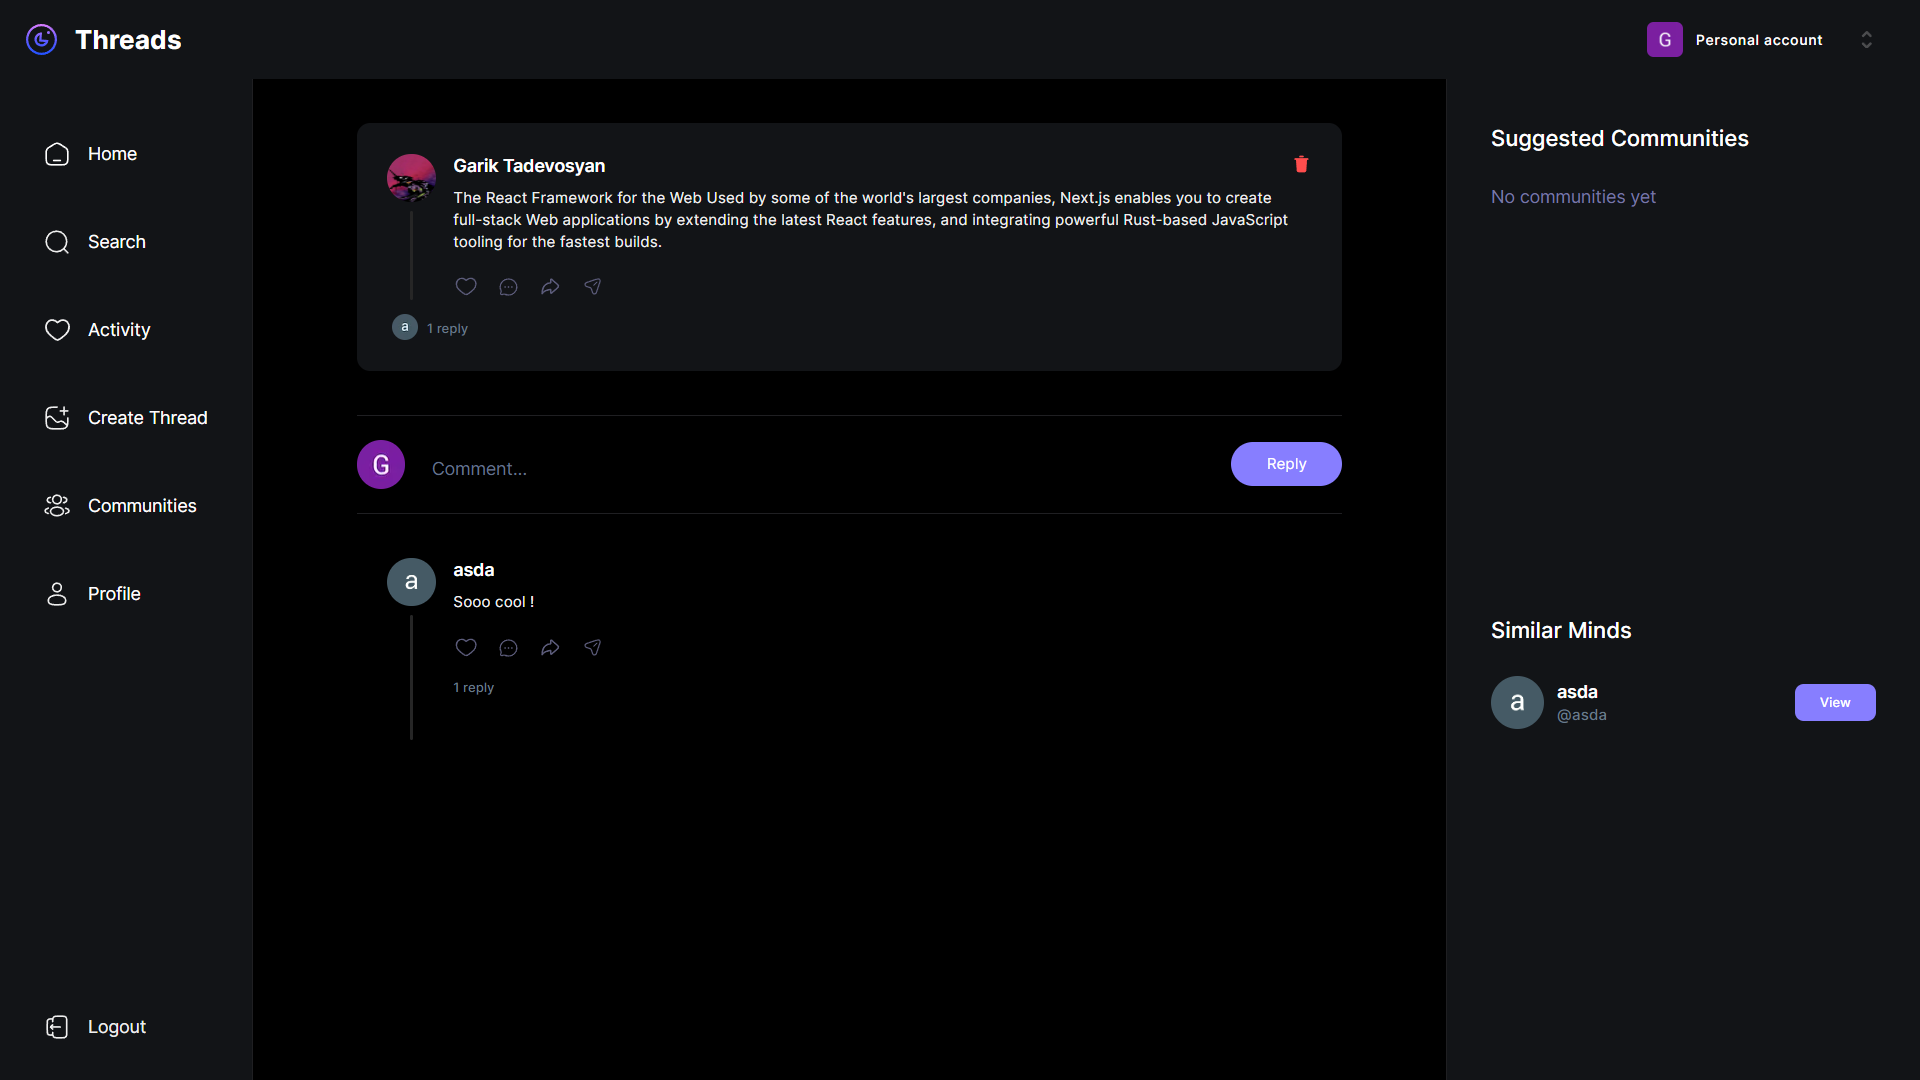 Threads
G
Personal account
Home
Search
Activity
Create Thread
Communities
Profile
Logout
Garik Tadevosyan
The React Framework for the Web Used by some of the world's largest companies, Next.js enables you to create
full-stack Web applications by extending the latest React features, and integrating powerful Rust-based JavaScript
tooling for the fastest builds.
a
1 reply
G
Comment...
Reply
a
asda
Sooo cool !
1 reply
Suggested Communities
No communities yet
Similar Minds
a
asda
@asda
View